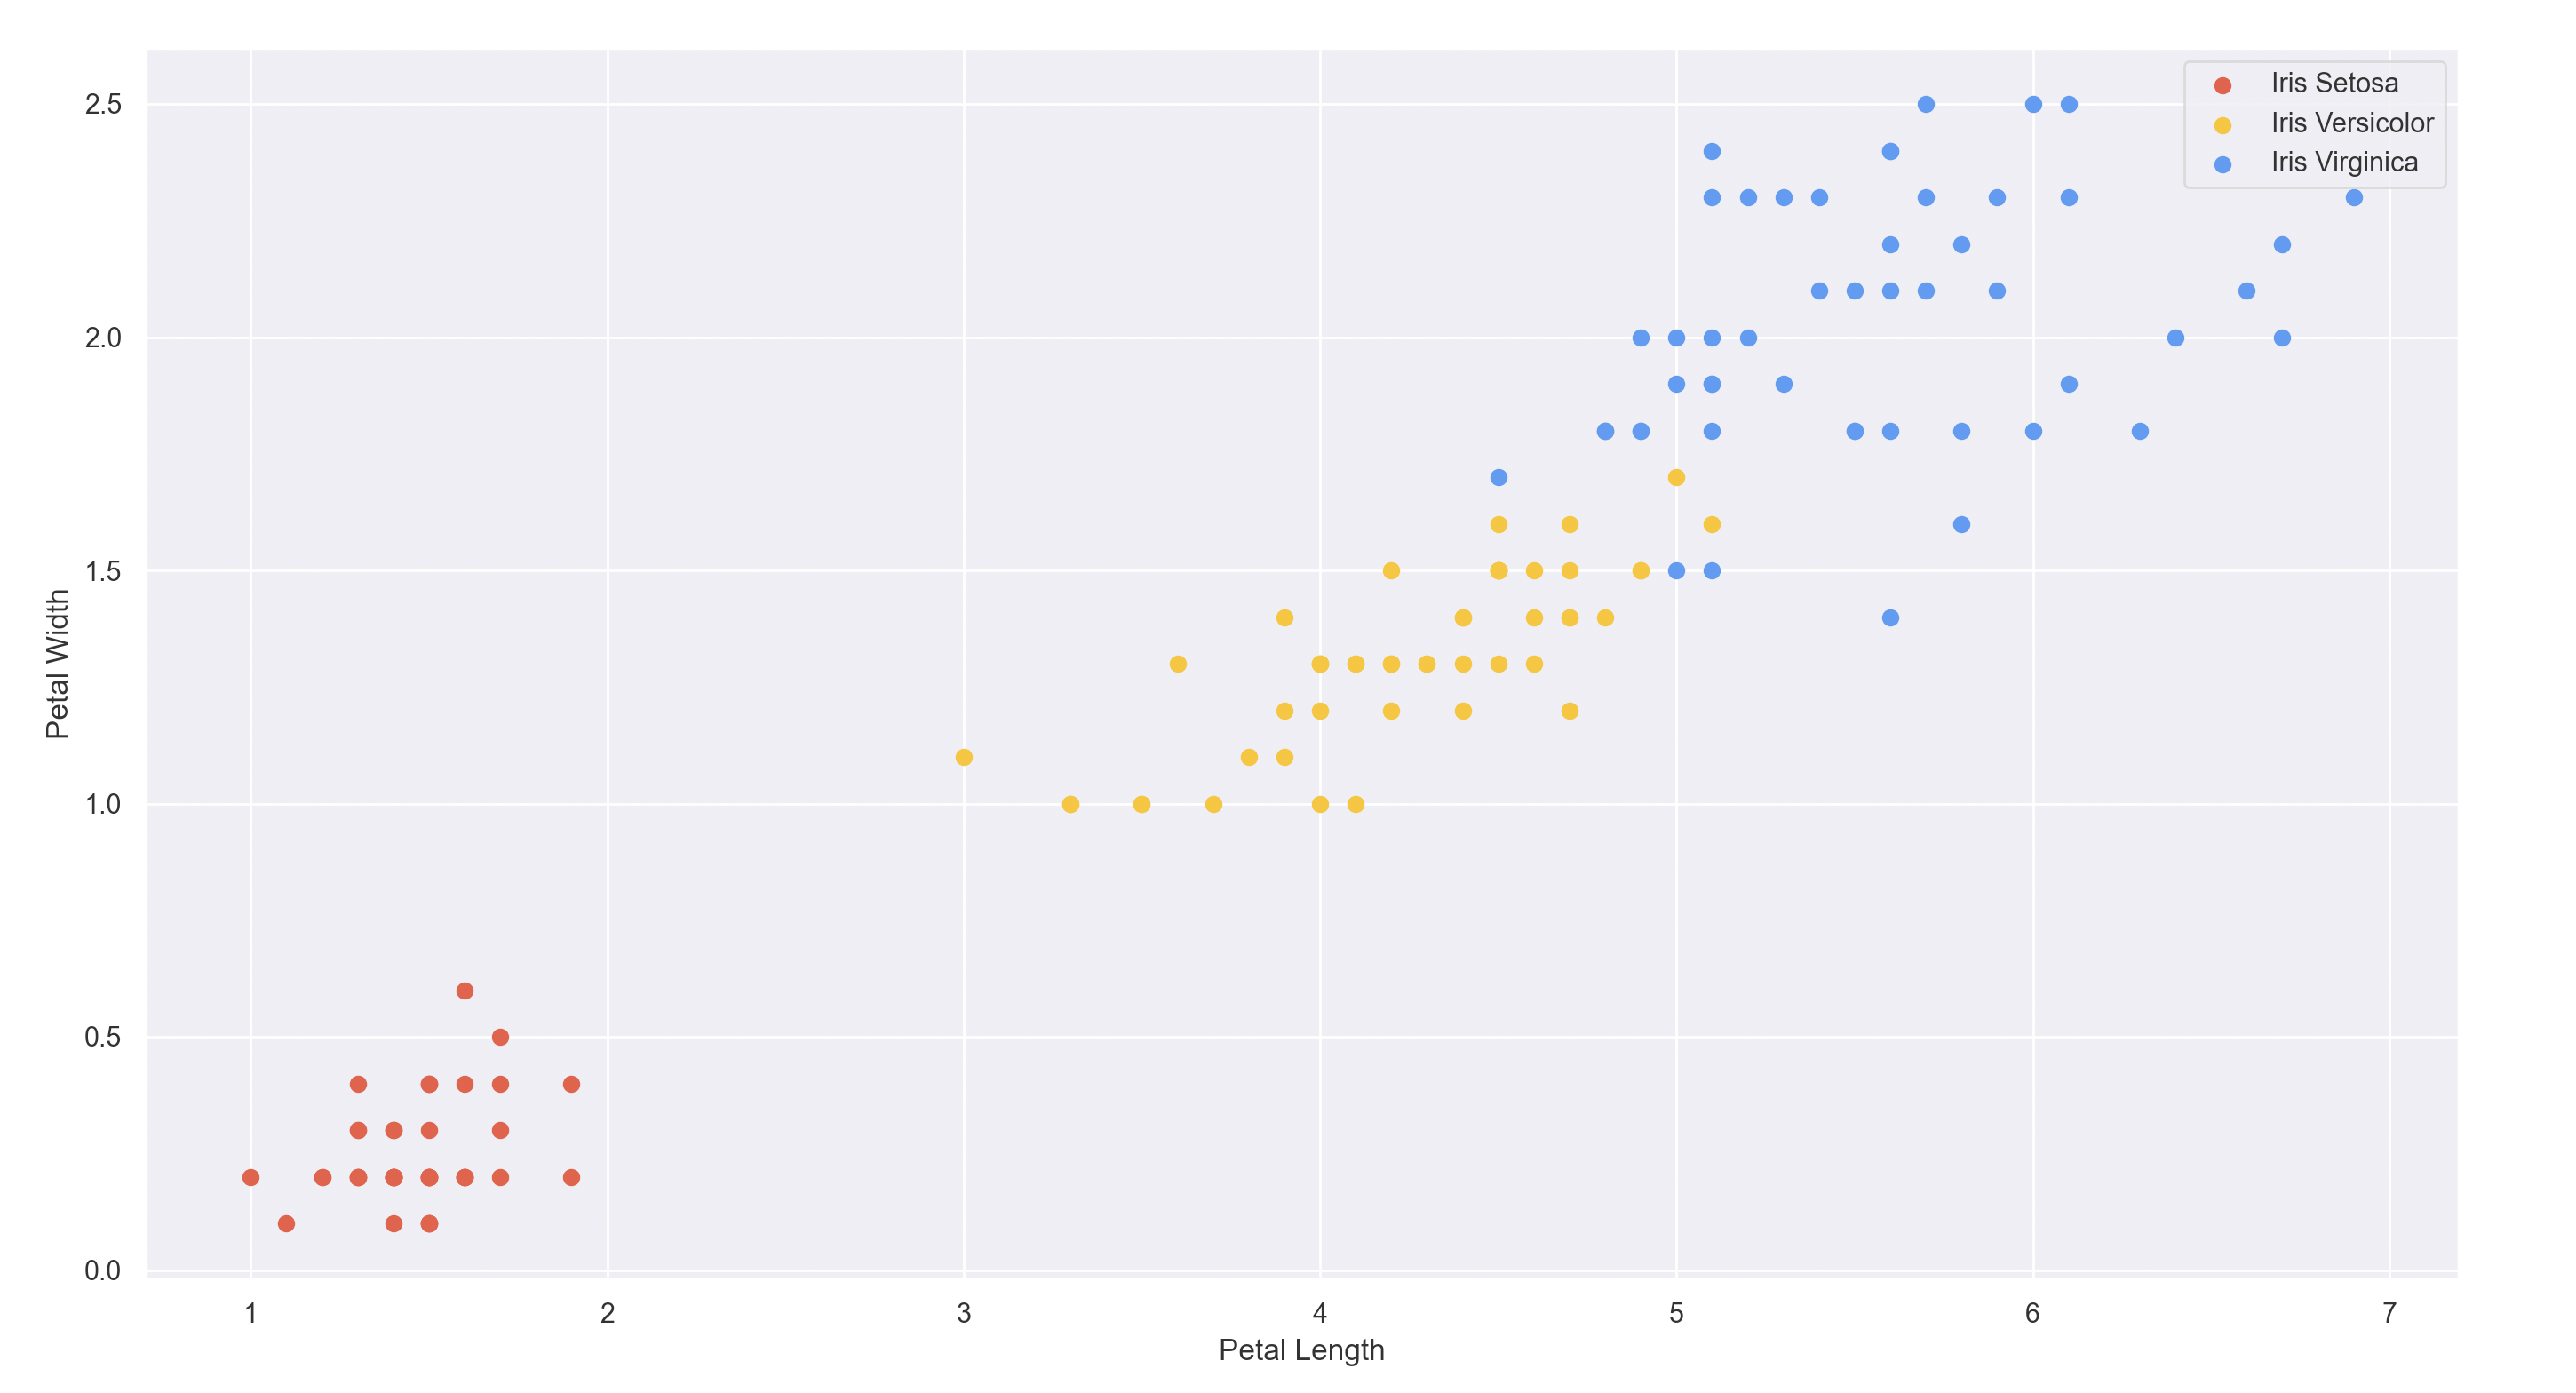 Iris Setosa
Iris Versicolor
Iris Virginica
2.5
2.0
1.5
1.0
0.5
0.0
Petal Width
1 2 3 4 5 6 7
Petal Length